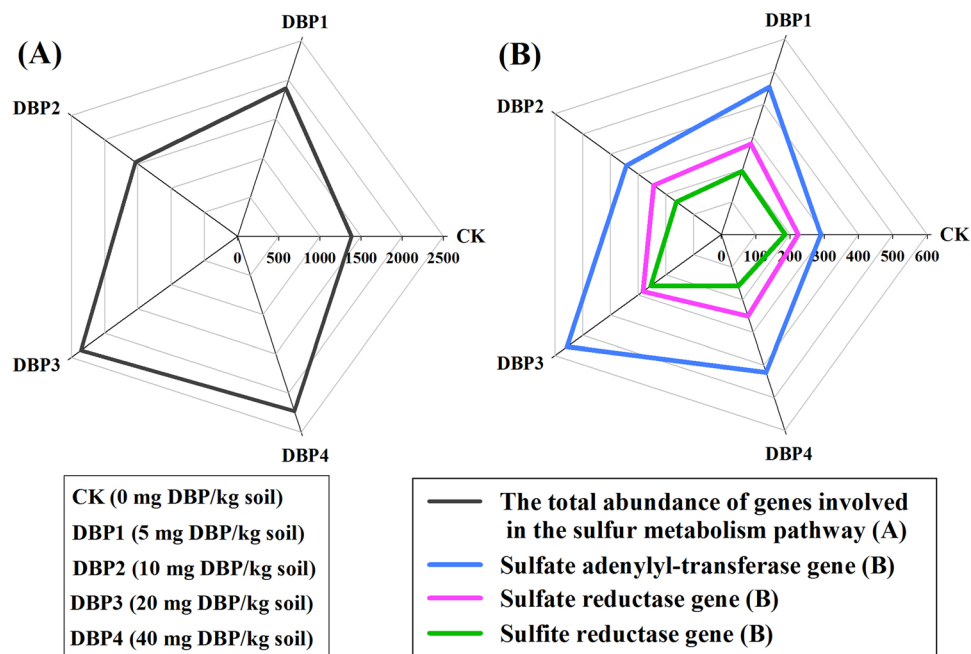 (A)
DBP1
DBP2
CK
0 500 1000 1500 2000 2500
DBP3
DBP4
(B)
DBP1
DBP2
CK
0 100 200 300 400 500 600
DBP3
DBP4
CK (0 mg DBP/kg soil)
DBP1 (5 mg DBP/kg soil)
DBP2 (10 mg DBP/kg soil)
DBP3 (20 mg DBP/kg soil)
DBP4 (40 mg DBP/kg soil)
The total abundance of genes involved
in the sulfur metabolism pathway (A)
Sulfate adenylyl-transferase gene (B)
Sulfate reductase gene (B)
Sulfite reductase gene (B)